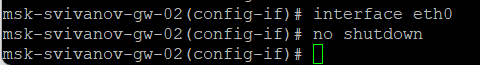 msk-svivanov-gw-02(config-if)# interface eth0
msk-svivanov-gw-02(config-if)# no shutdown
msk-svivanov-gw-02(config-if)#